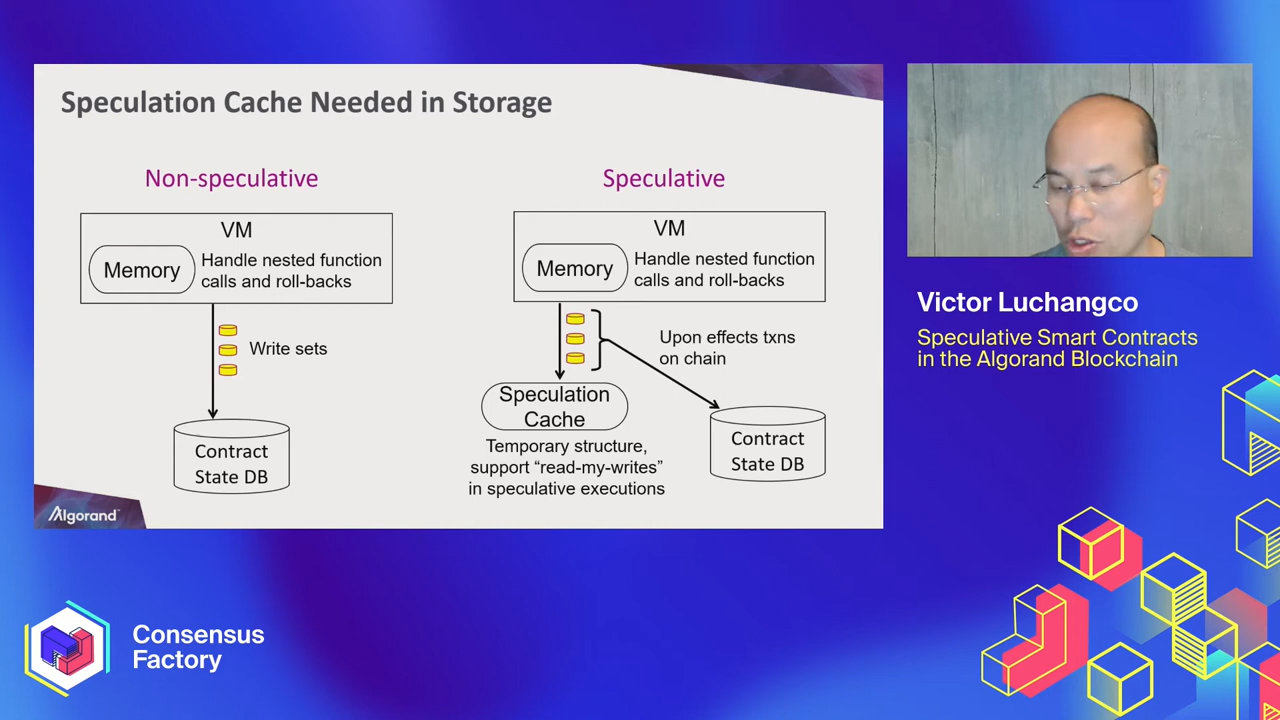 Speculation Cache Needed in Storage
Non-speculative
VM
Memory
Handle nested function
calls and roll-backs
Write sets
Contract
State DB
Speculative
VM
Memory
Handle nested function
calls and roll-backs
Upon effects txns
on chain
Speculation
Cache
Temporary structure,
support “read-my-writes”
in speculative executions
Contract
State DB
Algorand
Victor Luchangco
Speculative Smart Contracts
in the Algorand Blockchain
Consensus
Factory